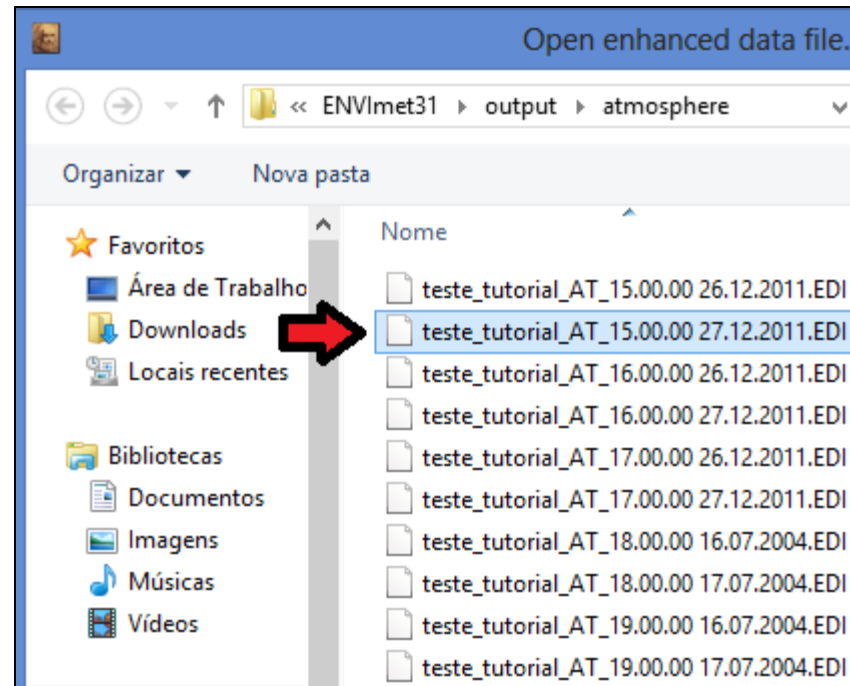 Open enhanced data file.
« ENVImet31 output atmosphere
Organizar Nova pasta
Favoritos
Área de Trabalho
Downloads
Locais recentes
Bibliotecas
Documentos
Imagens
Músicas
Vídeos
Nome
teste_tutorial_AT_15.00.00 26.12.2011.EDI
teste_tutorial_AT_15.00.00 27.12.2011.EDI
teste_tutorial_AT_16.00.00 26.12.2011.EDI
teste_tutorial_AT_16.00.00 27.12.2011.EDI
teste_tutorial_AT_17.00.00 26.12.2011.EDI
teste_tutorial_AT_17.00.00 27.12.2011.EDI
teste_tutorial_AT_18.00.00 16.07.2004.EDI
teste_tutorial_AT_18.00.00 17.07.2004.EDI
teste_tutorial_AT_19.00.00 16.07.2004.EDI
teste_tutorial_AT_19.00.00 17.07.2004.EDI